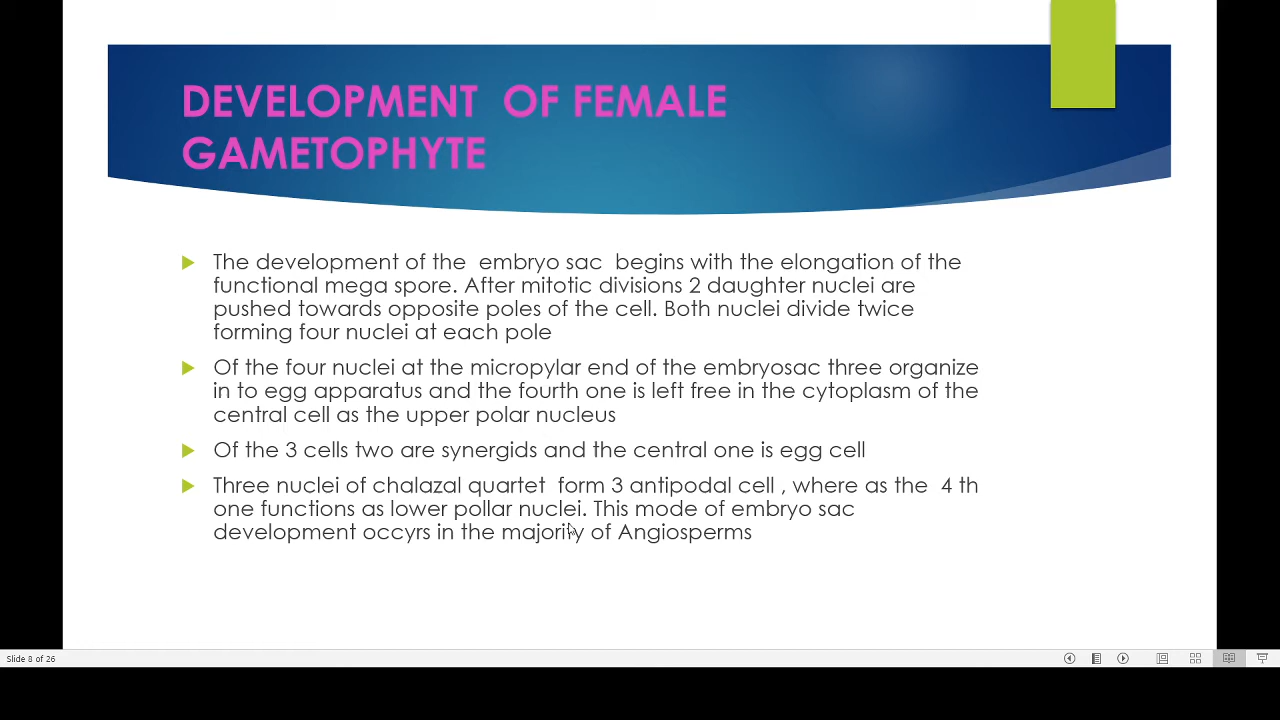 DEVELOPMENT OF FEMALE
GAMETOPHYTE
The development of the embryo sac begins with the elongation of the
functional mega spore. After mitotic divisions 2 daughter nuclei are
pushed towards opposite poles of the cell. Both nuclei divide twice
forming four nuclei at each pole
Of the four nuclei at the micropylar end of the embryosac three organize
in to egg apparatus and the fourth one is left free in the cytoplasm of the
central cell as the upper polar nucleus
Of the 3 cells two are synergids and the central one is egg cell
Three nuclei of chalazal quartet form 3 antipodal cell , where as the 4 th
one functions as lower pollar nuclei. This mode of embryo sac
development occyrs in the majority of Angiosperms
Slide 8 of 26